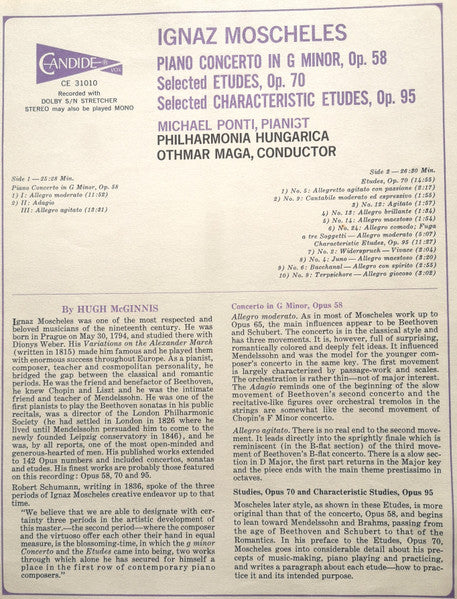 CANDIDE
VOX
CE 31010
Recorded with
DOLBY S/N STRETCHER
STEREO may also be played MONO
IGNAZ MOSCHELES
PIANO CONCERTO IN G MINOR, Op. 58
Selected ETUDES, Op. 70
Selected CHARACTERISTIC ETUDES, Op. 95
MICHAEL PONTI, PIANIST
PHILHARMONIA HUNGARICA
OTHMAR MAGA, CONDUCTOR
Side 1 — 25:28 Min.
Piano Concerto in G Minor, Op. 58
1) I: Allegro moderato (11:52)
2) II: Adagio
III: Allegro agitato (13:21)
Side 2 — 26:30 Min.
Etudes, Op. 70 (14:55)
1) No. 5: Allegretto agitato con passione (2:17)
2) No. 9: Cantabile moderato ed espressivo (1:56)
3) No. 12: Agitato (1:57)
4) No. 13: Allegro brillante (1:24)
5) No. 14: Allegro maestoso (1:54)
6) No. 24: Allegro comodo; Fuga
a tre Soggetti — Allegro moderato (5:07)
Characteristic Etudes, Op. 95 (11:27)
7) No. 2: Widerspruch — Vivace (2:04)
8) No. 4: Juno — Allegro maestoso (3:20)
9) No. 6: Bacchanal — Allegro con spirito (2:55)
10) No. 9: Terpsichore — Allegro giocoso (3:02)
By HUGH McGINNIS
Ignaz Moscheles was one of the most respected and
beloved musicians of the nineteenth century. He was
born in Prague on May 30, 1794, and studied there with
Dionys Weber. His Variations on the Alexander March
(written in 1815) made him famous and he played them
with enormous success throughout Europe. As a pianist,
composer, teacher and cosmopolitan personality, he
bridged the gap between the classical and romantic
periods. He was the friend and benefactor of Beethoven,
he knew Chopin and Liszt and he was the intimate
friend and teacher of Mendelssohn. He was one of the
first pianists to play the Beethoven sonatas in his public
recitals, was a director of the London Philharmonic
Society (he had settled in London in 1826 where he
lived until Mendelssohn persuaded him to come to the
newly founded Leipzig conservatory in 1846), and he
was, by all reports, one of the most open-minded and
generous-hearted of men. His published works extended
to 142 Opus numbers and included concertos, sonatas
and etudes. His finest works are probably those featured
on this recording: Opus 58, 70 and 95.
Robert Schumann, writing in 1836, spoke of the three
periods of Ignaz Moscheles creative endeavor up to that
time.
"We believe that we are able to designate with cer-
tainty three periods in the artistic development of
this master.—the second period—where the composer
and the virtuoso offer each other their hand in equal
measure, is the blossoming-time, in which the g minor
Concerto and the Etudes came into being, two works
through which alone he has secured for himself a
place in the first row of contemporary piano
composers."
Concerto in G Minor, Opus 58
Allegro moderato. As in most of Moschels work up to
Opus 65, the main influences appear to be Beethoven
and Schubert. The concerto is in the classical style and
has three movements. It is, however, full of surprising,
romantically colored and deeply felt ideas. It influenced
Mendelssohn and was the model for the younger com-
poser's concerto in the same key. The first movement
is largely characterized by passage-work and scales.
The orchestration is rather thin—not of major interest.
The Adagio reminds one of the beginning of the slow
movement of Beethoven's second concerto and the
recitative-like figures over orchestral tremolos in the
strings are somewhat like the second movement of
Chopin's F Minor concerto.
Allegro agitato. There is no real end to the second move-
ment. It leads directly into the sprightly finale which is
reminiscent (in the B-flat section) of the third move-
ment of Beethoven's B-flat concerto. There is a slow sec-
tion in D Major, the first part returns in the Major key
and the piece ends with the main theme prestissimo in
octaves.
Studies, Opus 70 and Characteristic Studies, Opus 95
Moscheles later style, as shown in these Etudes, is more
original than that of the concerto, Opus 58, and begins
to lean toward Mendelssohn and Brahms, passing from
the age of Beethoven and Schubert to that of the
Romantics. In his preface to the Etudes, Opus 70,
Moscheles goes into considerable detail about his pre-
cepts of music-making, piano playing and practicing,
and writes a paragraph about each etude—how to prac-
tice it and its intended purpose.